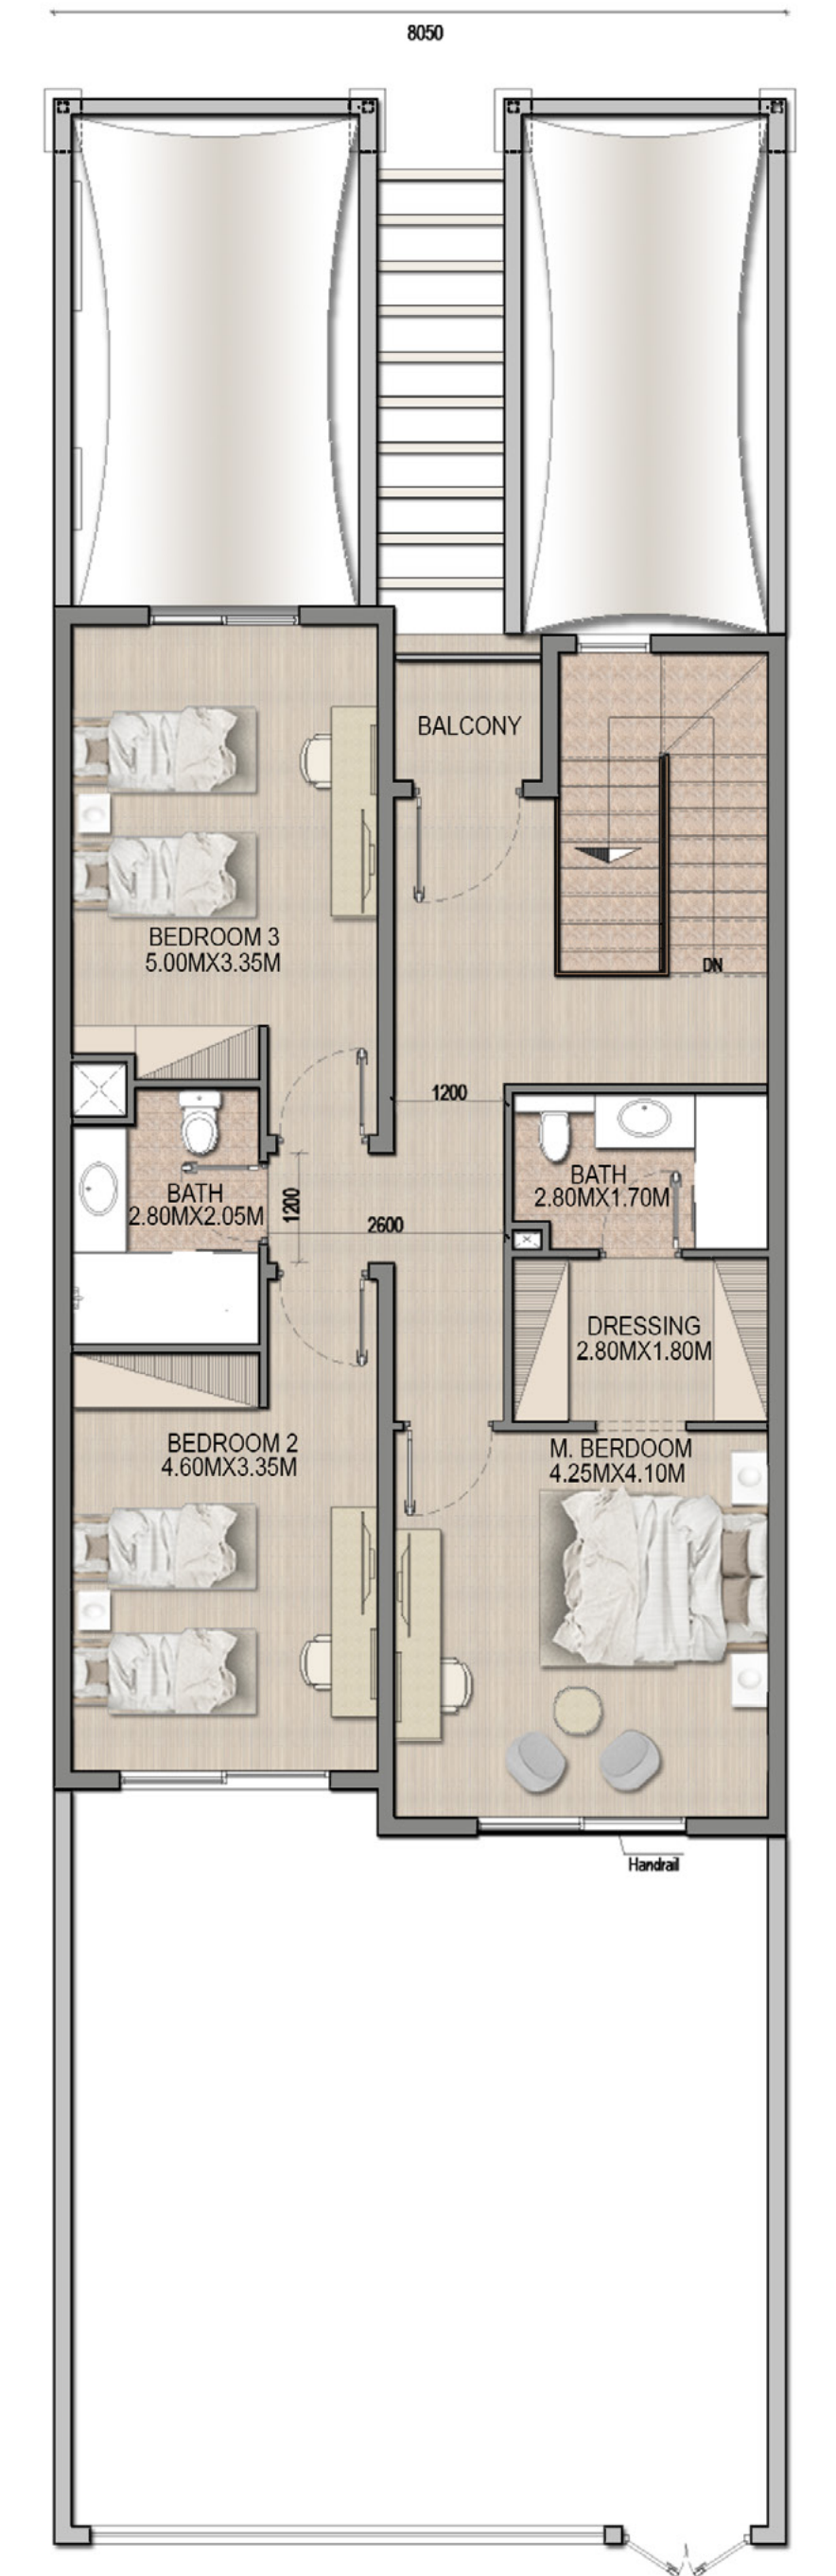 8050
BALCONY
BEDROOM 3
5.00MX3.35M
DN
1200
BATH
2.80MX1.70M
BATH
2.80MX2.05M
1200
2600
DRESSING
2.80MX1.80M
BEDROOM 2
4.60MX3.35M
M. BERDOOM
4.25MX4.10M
Handrail